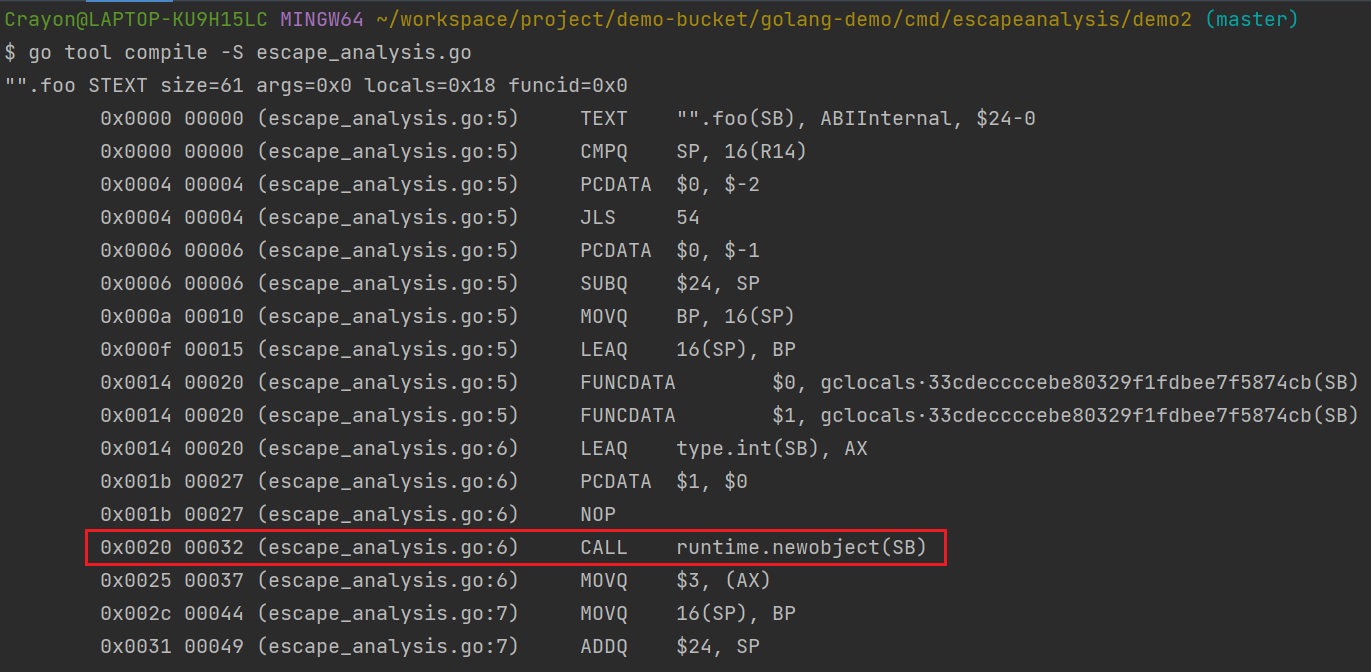 Crayon@LAPTOP-KU9H15LC MINGW64 ~/workspace/project/demo-bucket/golang-demo/cmd/escapeanalysis/demo2 (master)
$ go tool compile -S escape_analysis.go
"".foo STEXT size=61 args=0x0 locals=0x18 funcid=0x0
0x0000 00000 (escape_analysis.go:5) TEXT "".foo(SB), ABIInternal, $24-0
0x0000 00000 (escape_analysis.go:5) CMPQ SP, 16(R14)
0x0004 00004 (escape_analysis.go:5) PCDATA $0, $-2
0x0004 00004 (escape_analysis.go:5) JLS 54
0x0006 00006 (escape_analysis.go:5) PCDATA $0, $-1
0x0006 00006 (escape_analysis.go:5) SUBQ $24, SP
0x000a 00010 (escape_analysis.go:5) MOVQ BP, 16(SP)
0x000f 00015 (escape_analysis.go:5) LEAQ 16(SP), BP
0x0014 00020 (escape_analysis.go:5) FUNCDATA $0, gclocals·33cdeccccebe80329f1fdbee7f5874cb(SB)
0x0014 00020 (escape_analysis.go:5) FUNCDATA $1, gclocals·33cdeccccebe80329f1fdbee7f5874cb(SB)
0x0014 00020 (escape_analysis.go:6) LEAQ type.int(SB), AX
0x001b 00027 (escape_analysis.go:6) PCDATA $1, $0
0x001b 00027 (escape_analysis.go:6) NOP
0x0020 00032 (escape_analysis.go:6) CALL runtime.newobject(SB)
0x0025 00037 (escape_analysis.go:6) MOVQ $3, (AX)
0x002c 00044 (escape_analysis.go:7) MOVQ 16(SP), BP
0x0031 00049 (escape_analysis.go:7) ADDQ $24, SP